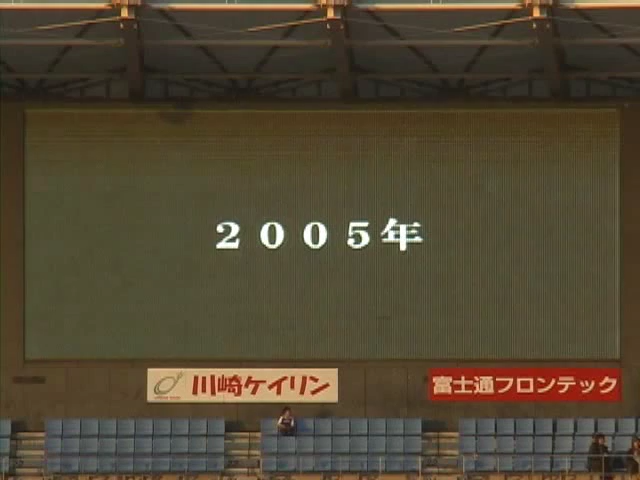 ２００５年
川崎ケイリン
富士通フロンテック